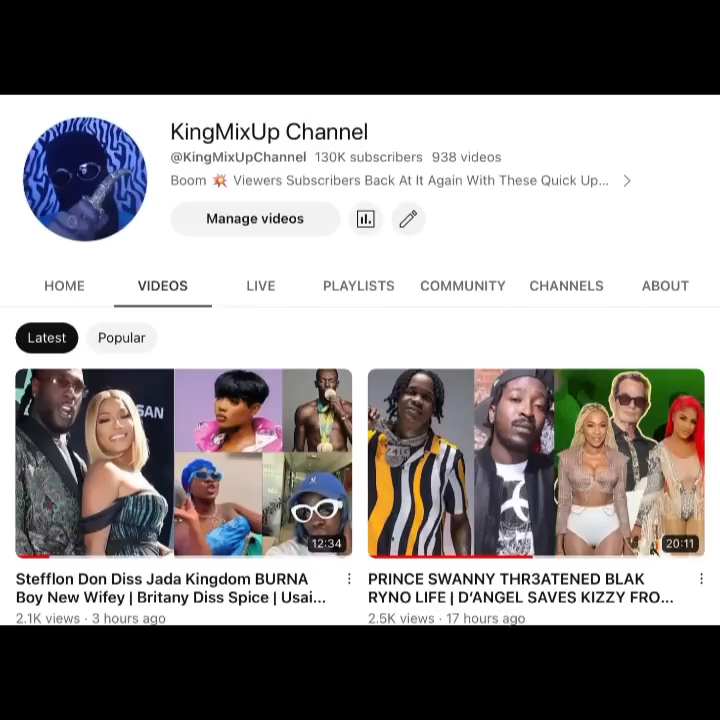 KingMixUp Channel
@KingMixUpChannel 130K subscribers 938 videos
Boom 💥 Viewers Subscribers Back At It Again With These Quick Up...
Manage videos
HOME VIDEOS LIVE PLAYLISTS COMMUNITY CHANNELS ABOUT
Latest Popular
SAN
12:34
20:11
Stefflon Don Diss Jada Kingdom BURNA
Boy New Wifey | Britany Diss Spice | Usai...
2.1K views · 3 hours ago
PRINCE SWANNY THR3ATENED BLAK
RYNO LIFE | D'ANGEL SAVES KIZZY FRO...
2.5K views · 17 hours ago